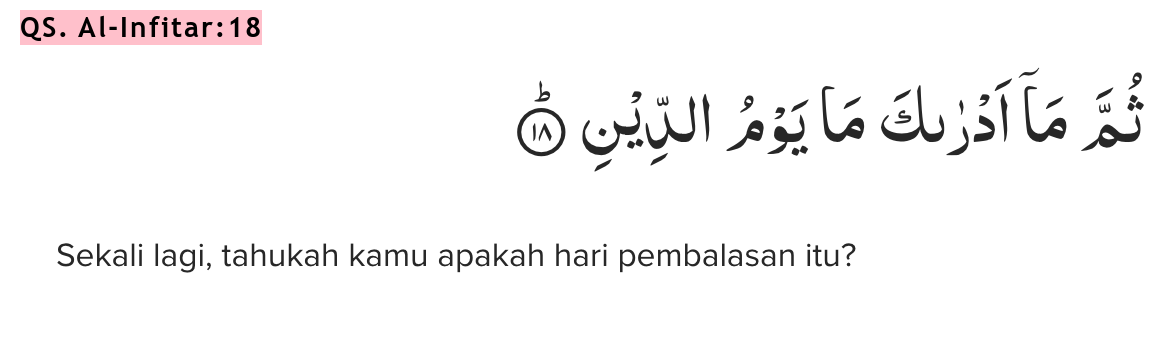 QS. Al-Infitar:18
ثُمَّ مَآ اَدْرٰىكَ مَا يَوْمُ الدِّيْنِۗ ١٨
Sekali lagi, tahukah kamu apakah hari pembalasan itu?